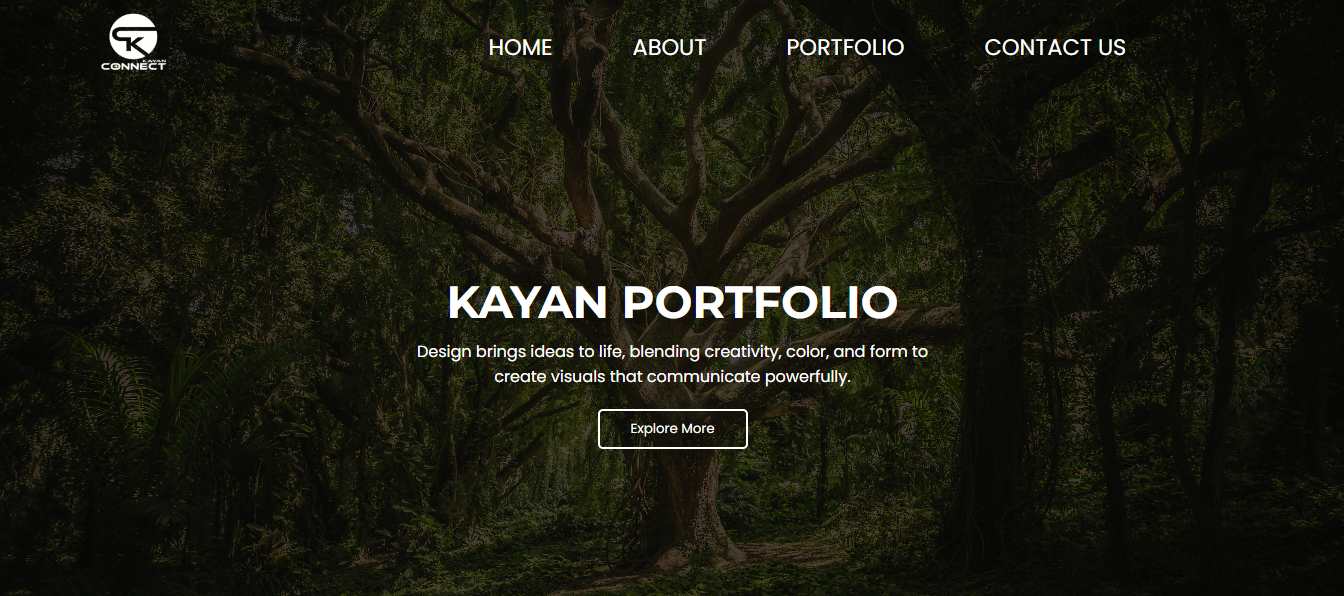 KAYAN
CONNECT
HOME ABOUT PORTFOLIO CONTACT US
KAYAN PORTFOLIO
Design brings ideas to life, blending creativity, color, and form to
create visuals that communicate powerfully.
Explore More